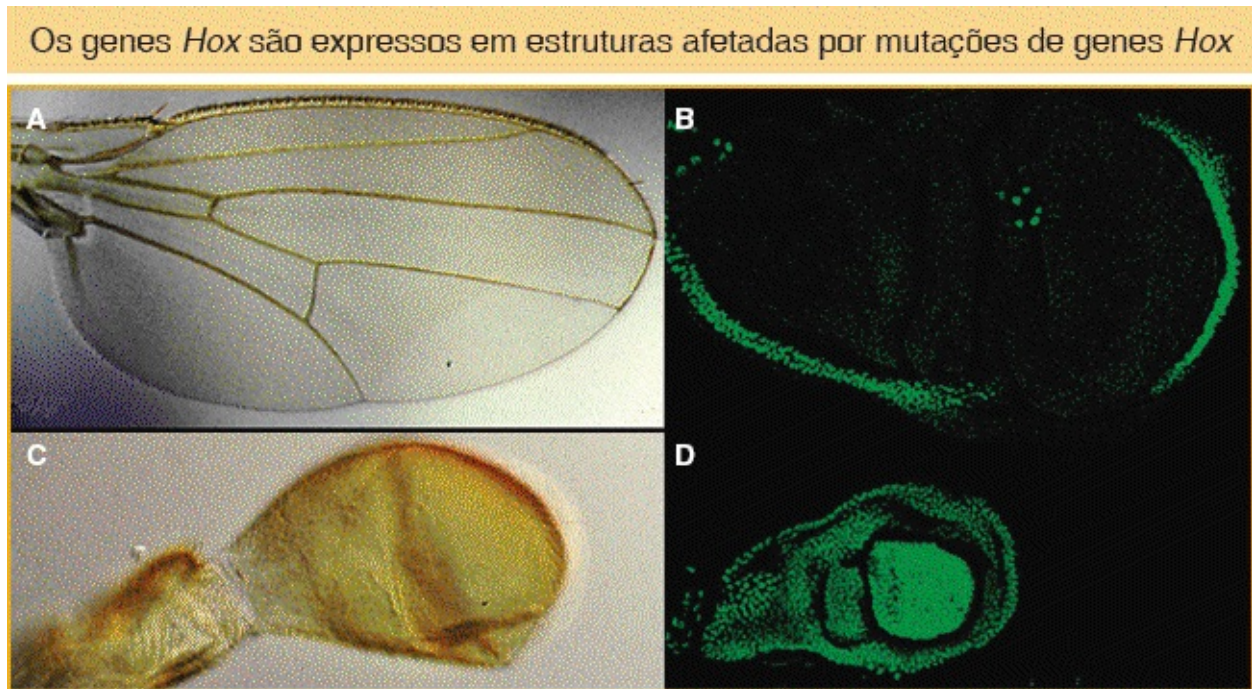 Os genes Hox são expressos em estruturas afetadas por mutações de genes Hox
A
B
C
D